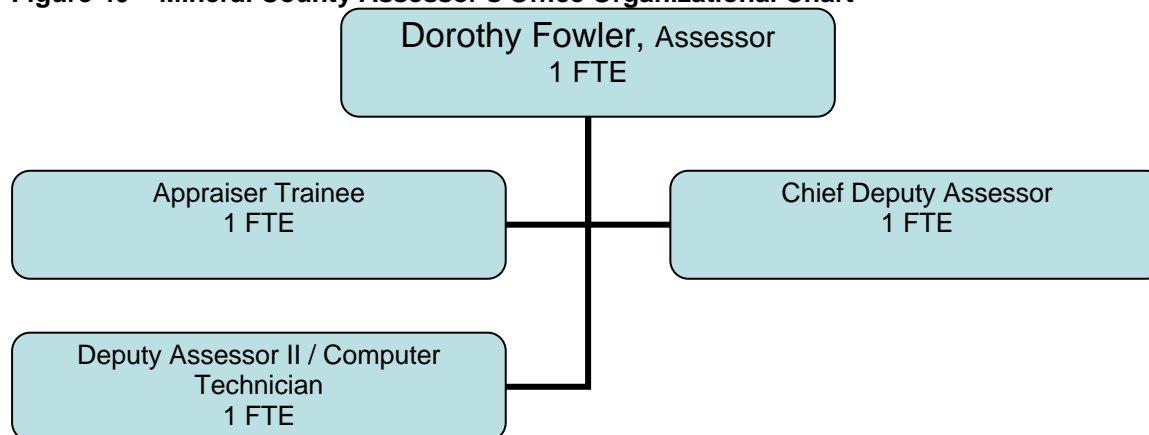 Dorothy Fowler, Assessor
1 FTE
Appraiser Trainee
1 FTE
Chief Deputy Assessor
1 FTE
Deputy Assessor II / Computer
Technician
1 FTE